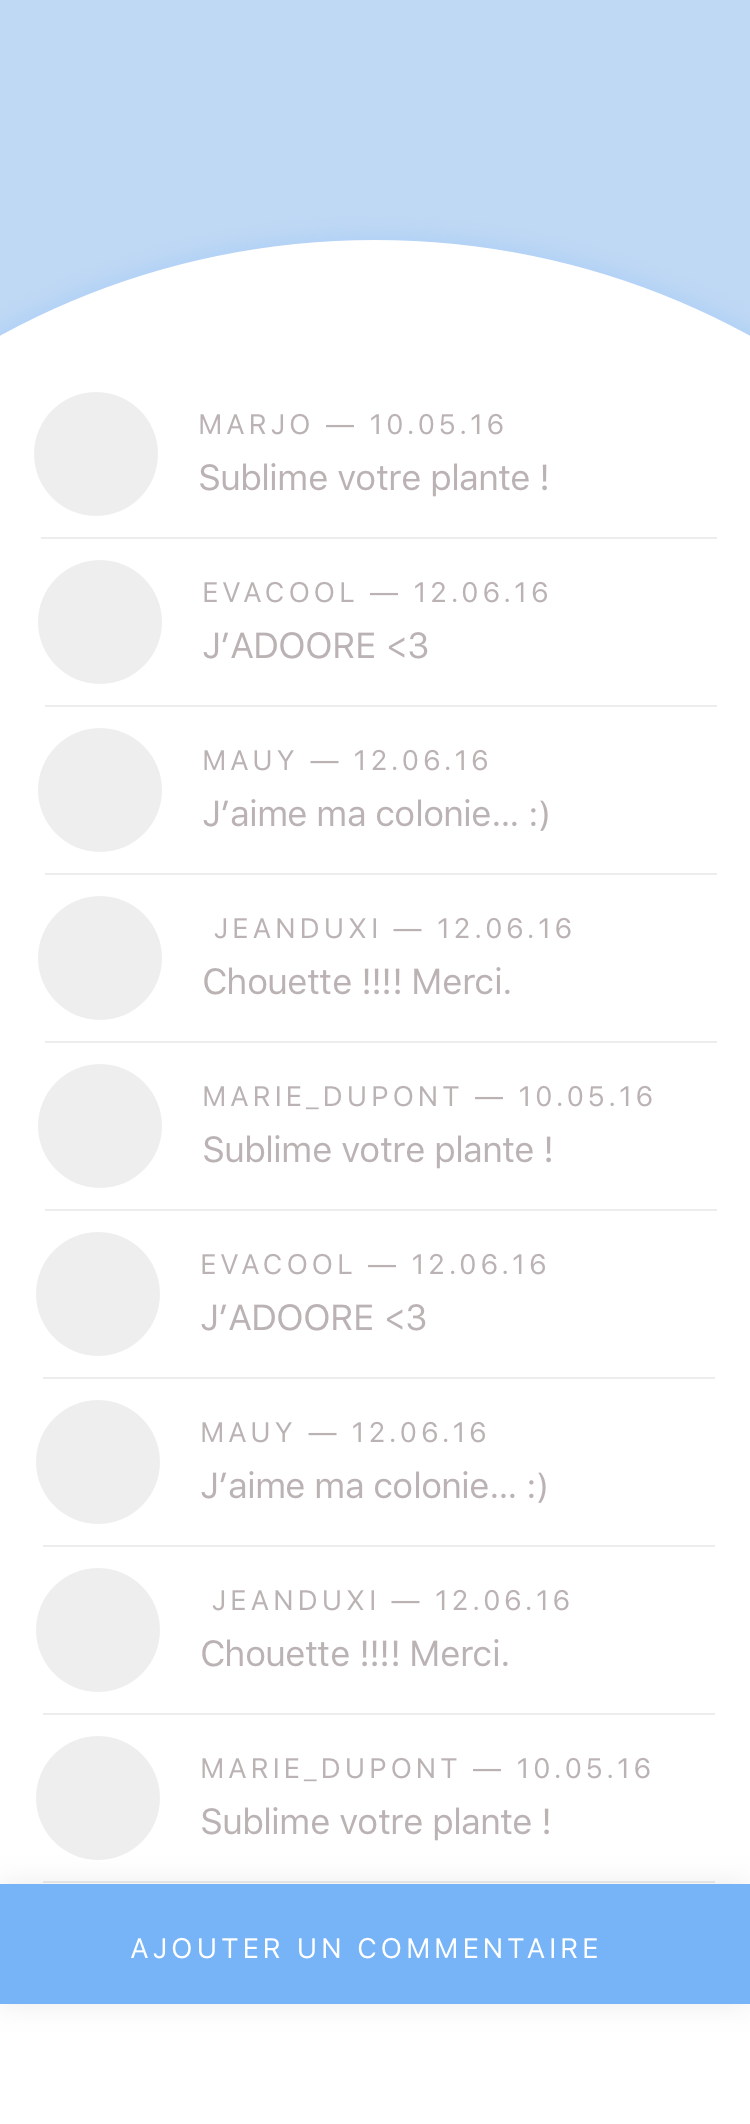 MARJO — 10.05.16
Sublime votre plante !
EVACOOL — 12.06.16
J’ADOORE <3
MAUY — 12.06.16
J’aime ma colonie... :)
JEANDUXI — 12.06.16
Chouette !!!! Merci.
MARIE_DUPONT — 10.05.16
Sublime votre plante !
EVACOOL — 12.06.16
J’ADOORE <3
MAUY — 12.06.16
J’aime ma colonie... :)
JEANDUXI — 12.06.16
Chouette !!!! Merci.
MARIE_DUPONT — 10.05.16
Sublime votre plante !
AJOUTER UN COMMENTAIRE